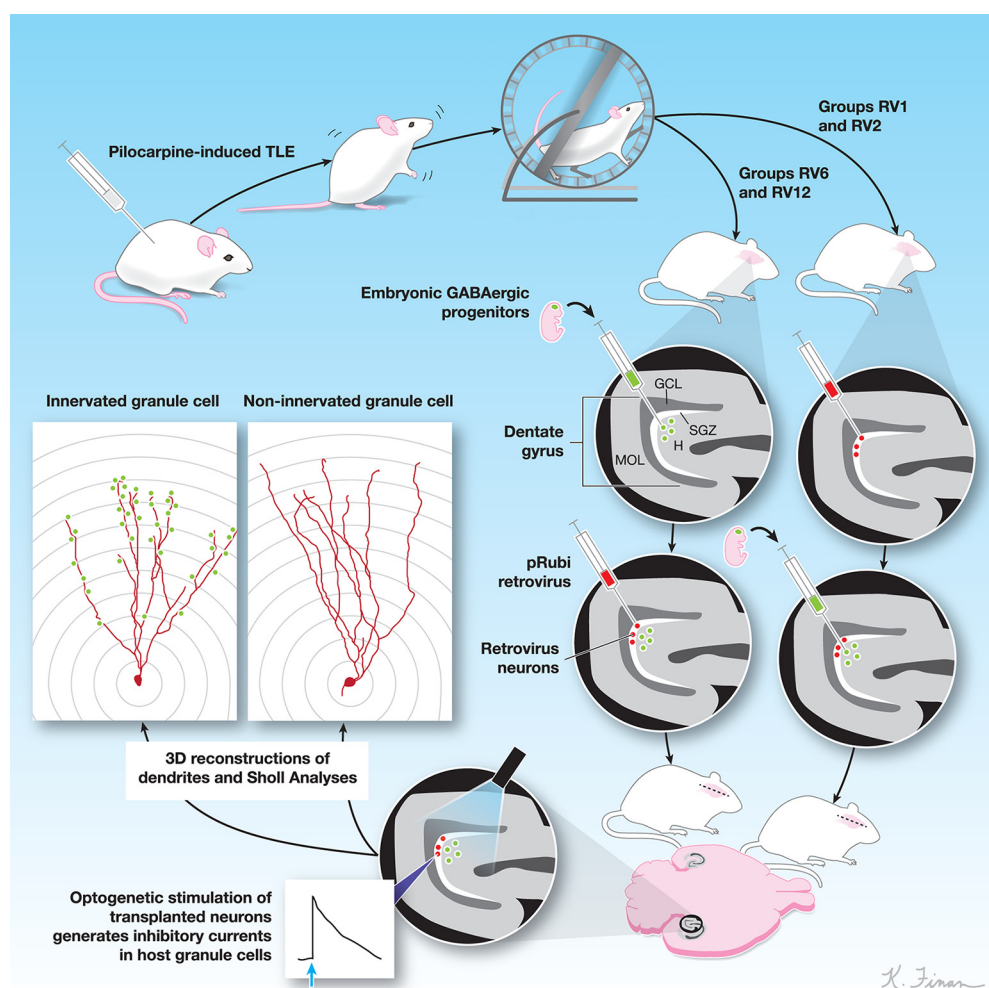 Pilocarpine-induced TLE
Groups RV1
and RV2
Groups RV6
and RV12
Embryonic GABAergic
progenitors
GCL
SGZ
H
MOL
Dentate
gyrus
pRubi
retrovirus
Retrovirus
neurons
Innervated granule cell
Non-innervated granule cell
3D reconstructions of
dendrites and Sholl Analyses
Optogenetic stimulation of
transplanted neurons
generates inhibitory currents
in host granule cells
K. Finan